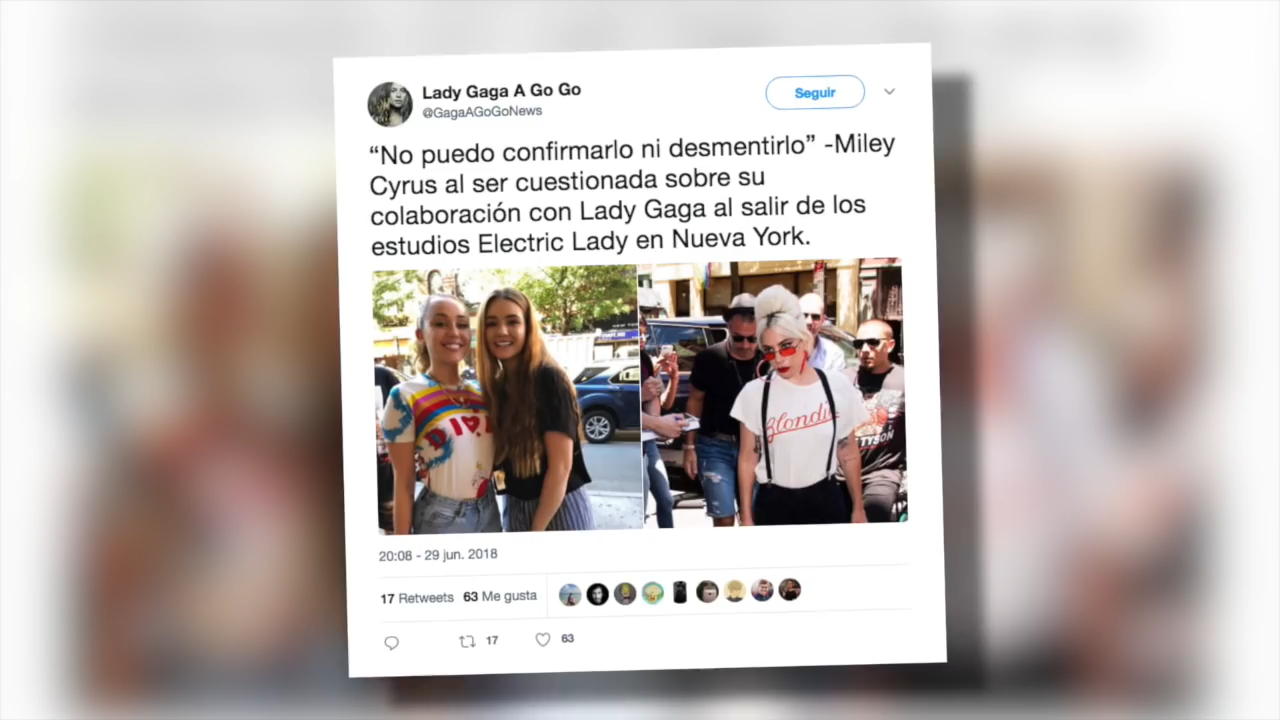 Lady Gaga A Go Go
@GagaAGoGoNews
Seguir
“No puedo confirmarlo ni desmentirlo” -Miley
Cyrus al ser cuestionada sobre su
colaboración con Lady Gaga al salir de los
estudios Electric Lady en Nueva York.
Blondie
TYSON
20:08 - 29 jun. 2018
17 Retweets 63 Me gusta
17 63